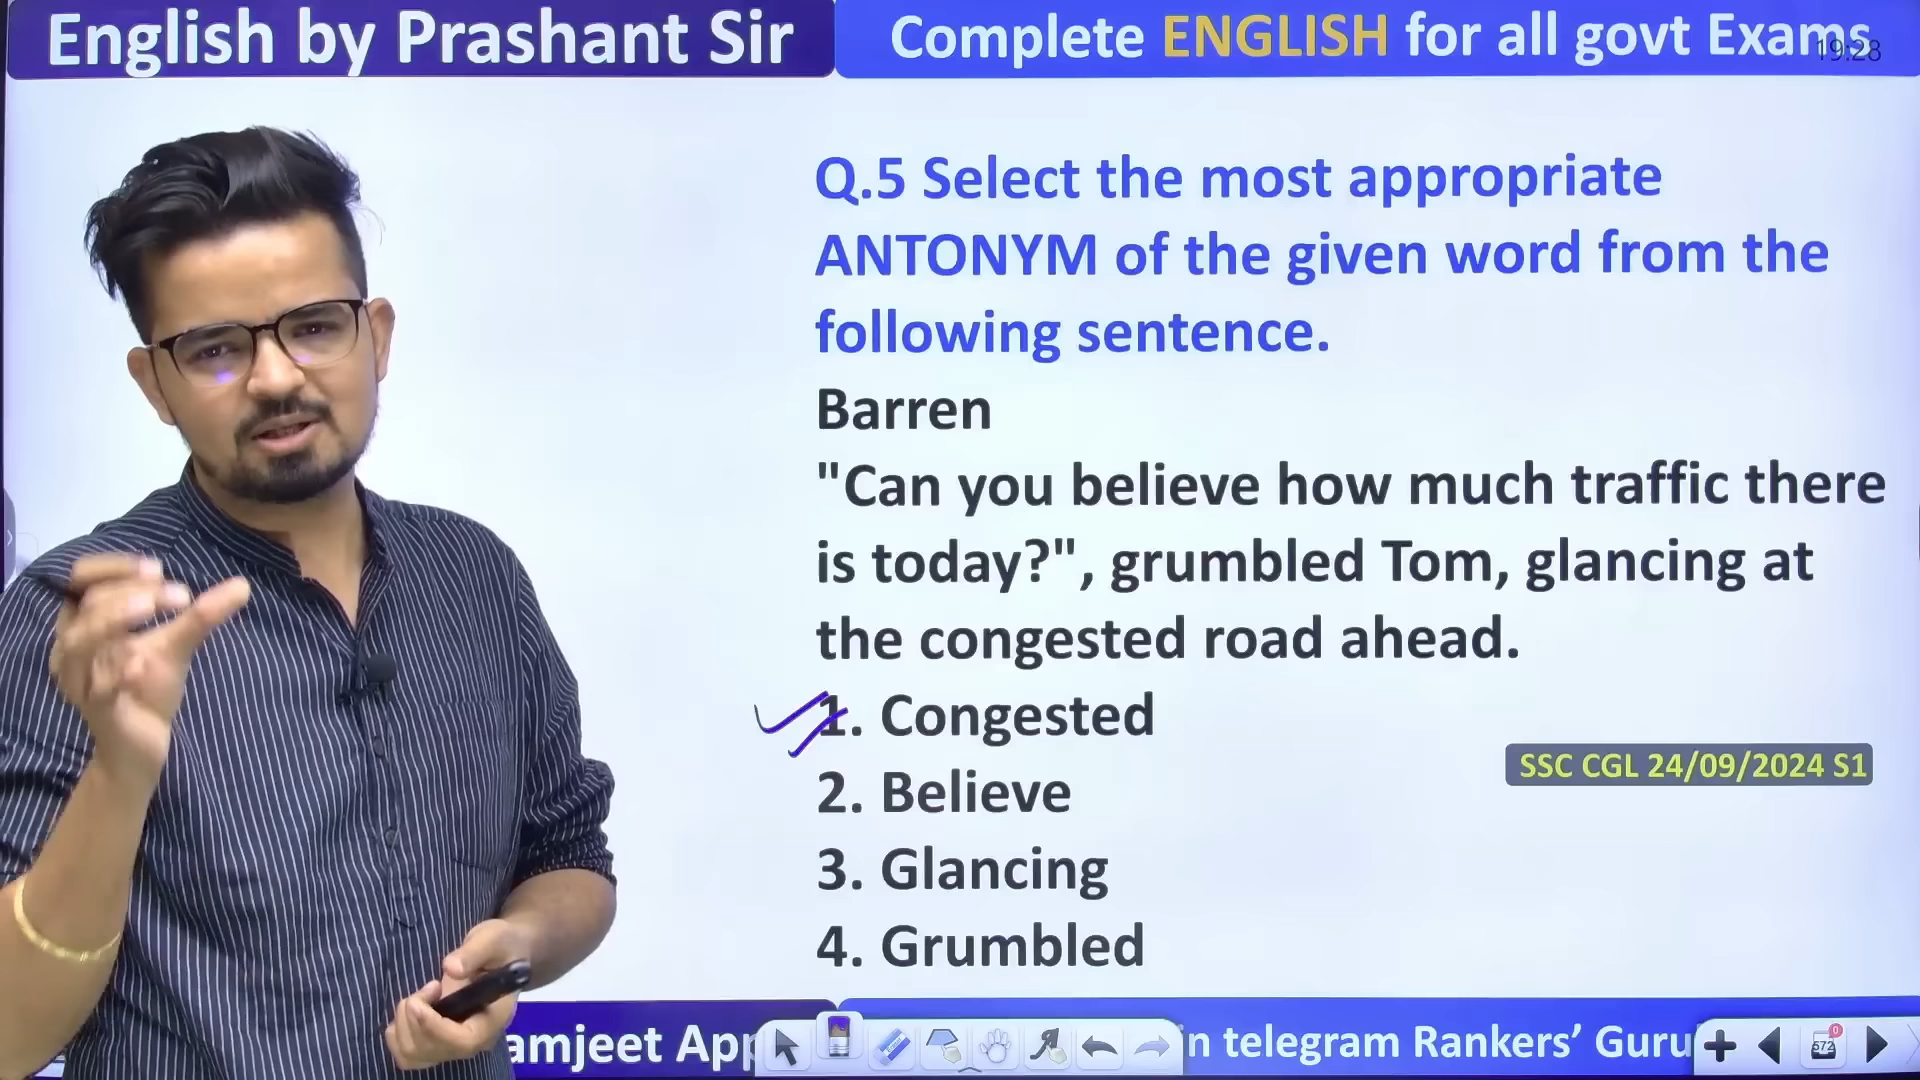 English by Prashant Sir
Complete ENGLISH for all govt Exams
19:28
Q.5 Select the most appropriate
ANTONYM of the given word from the
following sentence.
Barren
"Can you believe how much traffic there
is today?", grumbled Tom, glancing at
the congested road ahead.
1. Congested
SSC CGL 24/09/2024 S1
2. Believe
3. Glancing
4. Grumbled
amjeet App
in telegram Rankers’ Guru
0
572